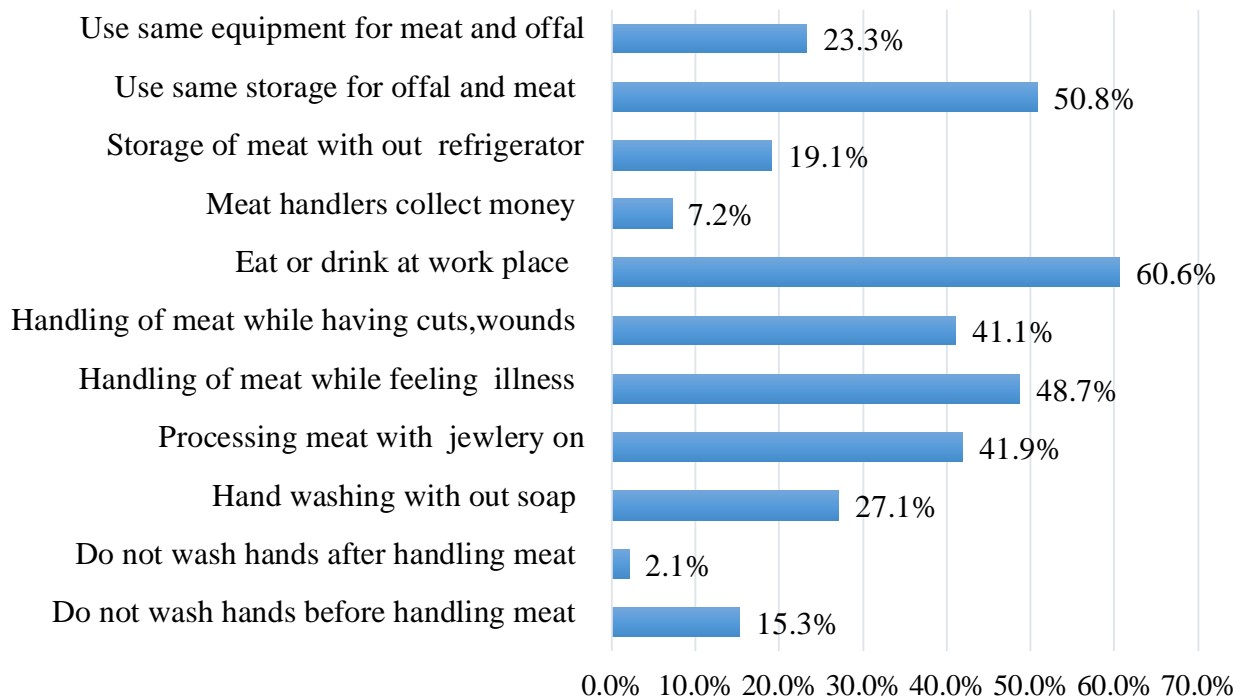 Use same equipment for meat and offal 23.3%
Use same storage for offal and meat 50.8%
Storage of meat with out refrigerator 19.1%
Meat handlers collect money 7.2%
Eat or drink at work place 60.6%
Handling of meat while having cuts,wounds 41.1%
Handling of meat while feeling illness 48.7%
Processing meat with jewlery on 41.9%
Hand washing with out soap 27.1%
Do not wash hands after handling meat 2.1%
Do not wash hands before handling meat 15.3%
0.0% 10.0% 20.0% 30.0% 40.0% 50.0% 60.0% 70.0%